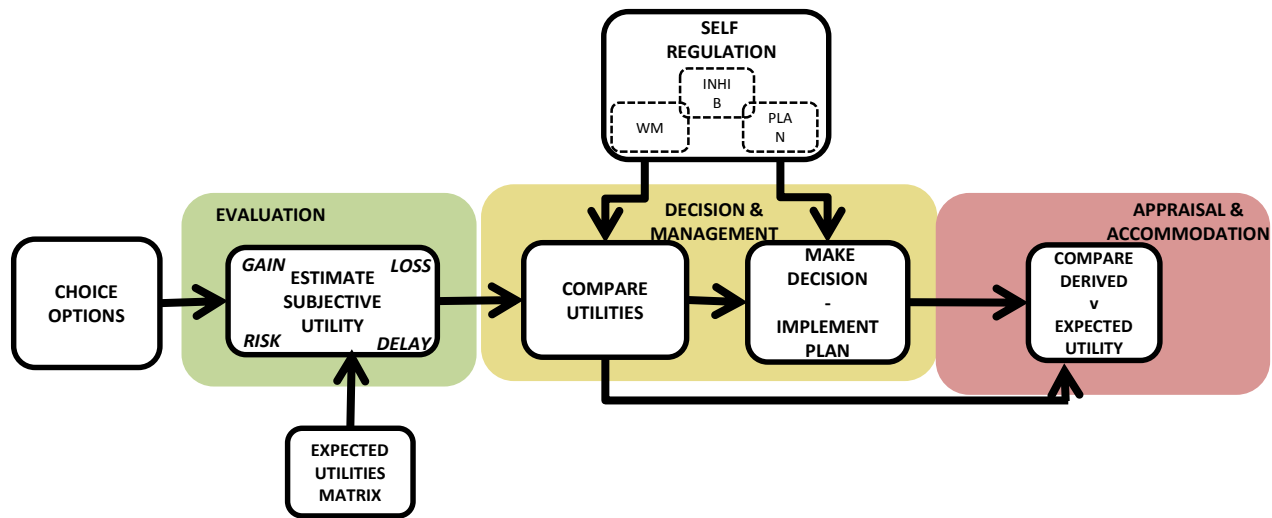 SELF
REGULATION
INHI
B
WM
PLA
N
EVALUATION
DECISION &
MANAGEMENT
APPRAISAL &
ACCOMMODATION
CHOICE
OPTIONS
GAIN
LOSS
ESTIMATE
SUBJECTIVE
UTILITY
RISK
DELAY
COMPARE
UTILITIES
MAKE
DECISION
-
IMPLEMENT
PLAN
COMPARE
DERIVED
v
EXPECTED
UTILITY
EXPECTED
UTILITIES
MATRIX